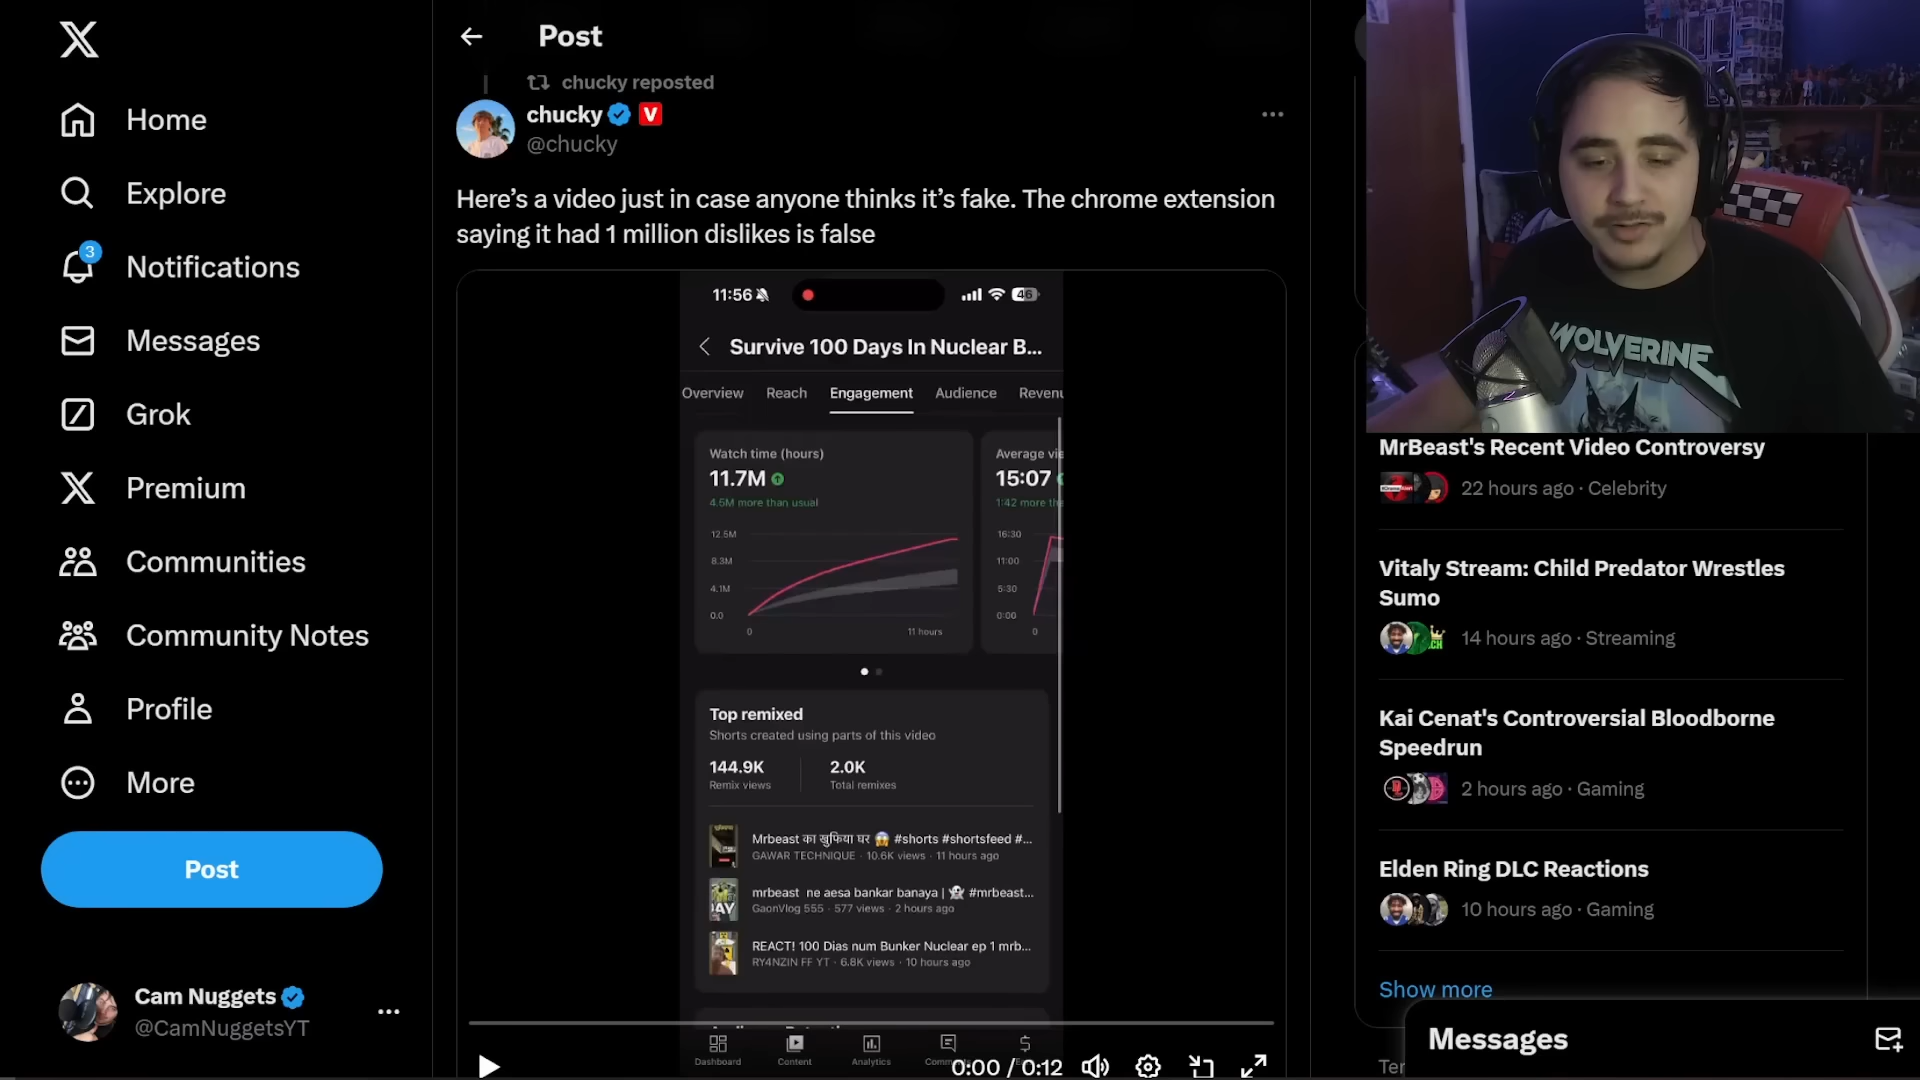 Home
Explore
3
Notifications
Messages
Grok
Premium
Communities
Community Notes
Profile
More
Post
Cam Nuggets
@CamNuggetsYT
Post
chucky reposted
chucky V
@chucky
Here's a video just in case anyone thinks it's fake. The chrome extension
saying it had 1 million dislikes is false
11:56
46
Survive 100 Days In Nuclear B...
Overview Reach Engagement Audience Revenu
Watch time (hours)
11.7M
4.5M more than usual
12.5M
8.3M
4.1M
0.0
0
11 hours
Average vie
15:07
1:42 more th
16:30
11:00
5:30
0:00
0
Top remixed
Shorts created using parts of this video
144.9K
Remix views
2.0K
Total remixes
Mrbeast का खुफिया घर 😱 #shorts #shortsfeed #...
GAWAR TECHNIQUE · 10.6K views · 11 hours ago
mrbeast ne aesa bankar banaya | 👻 #mrbeast...
GaonVlog 555 · 577 views · 2 hours ago
REACT! 100 Dias num Bunker Nuclear ep 1 mrb...
RY4NZIN FF YT · 6.8K views · 10 hours ago
Dashboard
Content
Analytics
0:00 / 0:12
WOLVERINE
MrBeast's Recent Video Controversy
22 hours ago · Celebrity
Vitaly Stream: Child Predator Wrestles
Sumo
14 hours ago · Streaming
Kai Cenat's Controversial Bloodborne
Speedrun
2 hours ago · Gaming
Elden Ring DLC Reactions
10 hours ago · Gaming
Show more
Messages